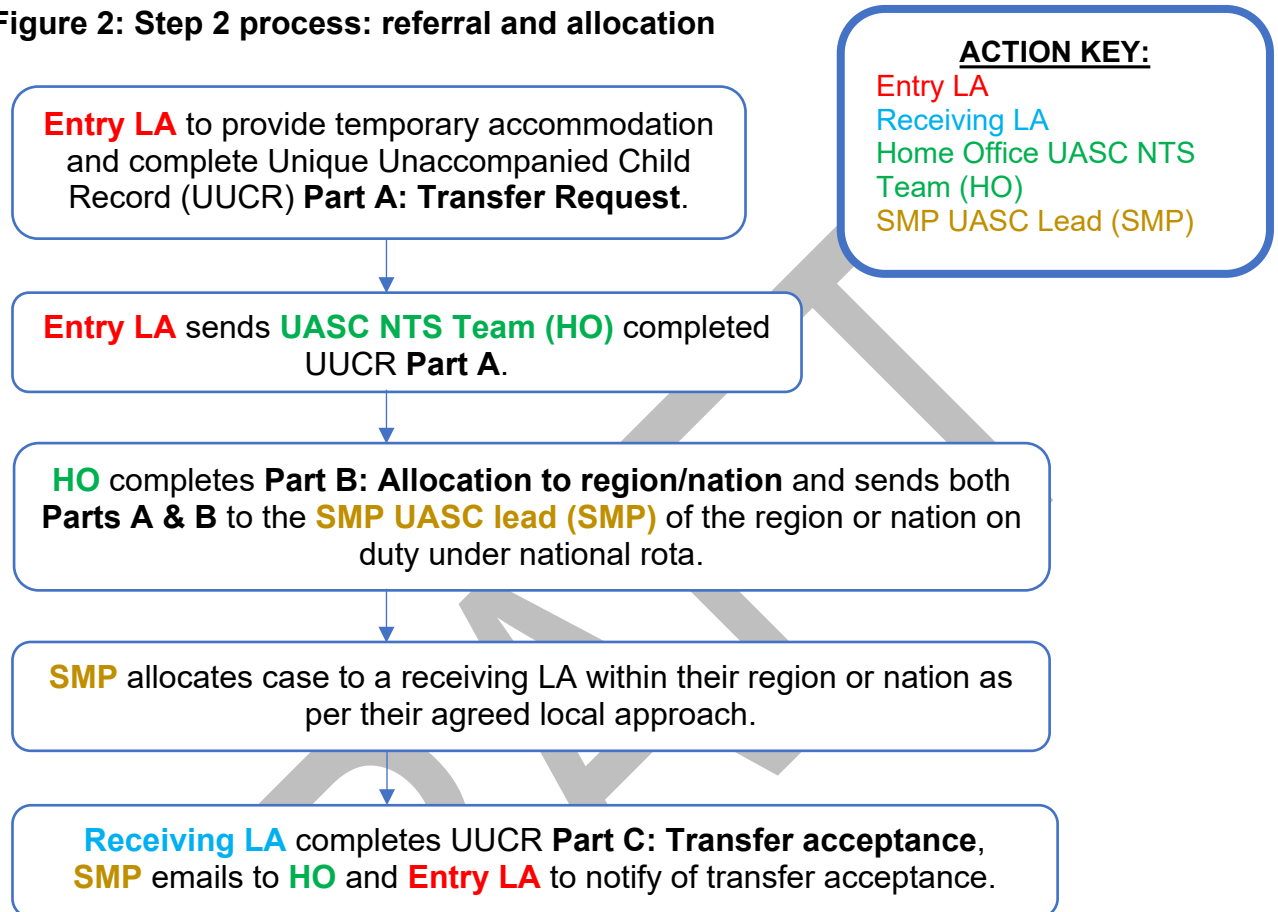 Figure 2: Step 2 process: referral and allocation
ACTION KEY:
Entry LA
Receiving LA
Home Office UASC NTS
Team (HO)
SMP UASC Lead (SMP)
Entry LA to provide temporary accommodation
and complete Unique Unaccompanied Child
Record (UUCR) Part A: Transfer Request.
Entry LA sends UASC NTS Team (HO) completed
UUCR Part A.
HO completes Part B: Allocation to region/nation and sends both
Parts A & B to the SMP UASC lead (SMP) of the region or nation on
duty under national rota.
SMP allocates case to a receiving LA within their region or nation as
per their agreed local approach.
Receiving LA completes UUCR Part C: Transfer acceptance,
SMP emails to HO and Entry LA to notify of transfer acceptance.